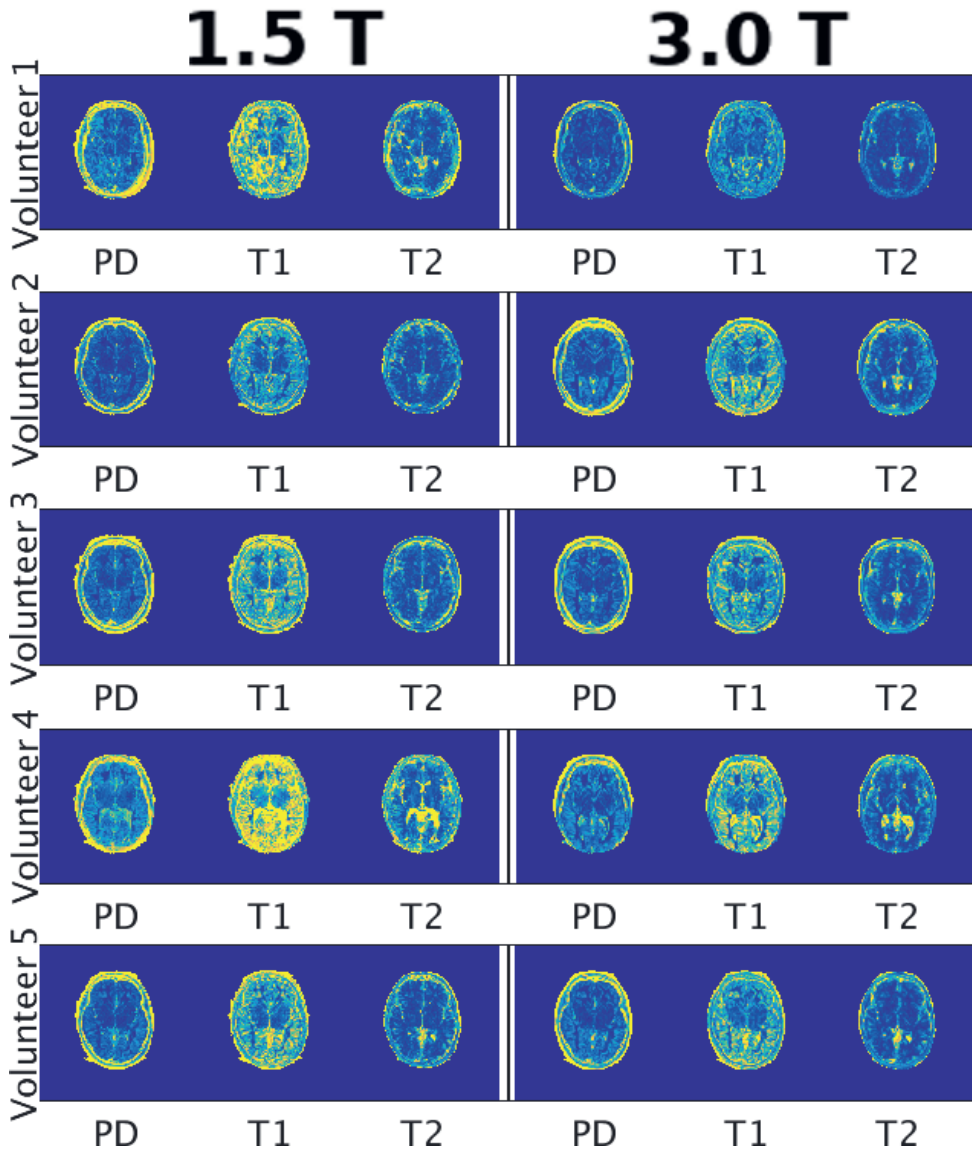 1.5 T 3.0 T
Volunteer 1
PD T1 T2 PD T1 T2
Volunteer 2
PD T1 T2 PD T1 T2
Volunteer 3
PD T1 T2 PD T1 T2
Volunteer 4
PD T1 T2 PD T1 T2
Volunteer 5
PD T1 T2 PD T1 T2